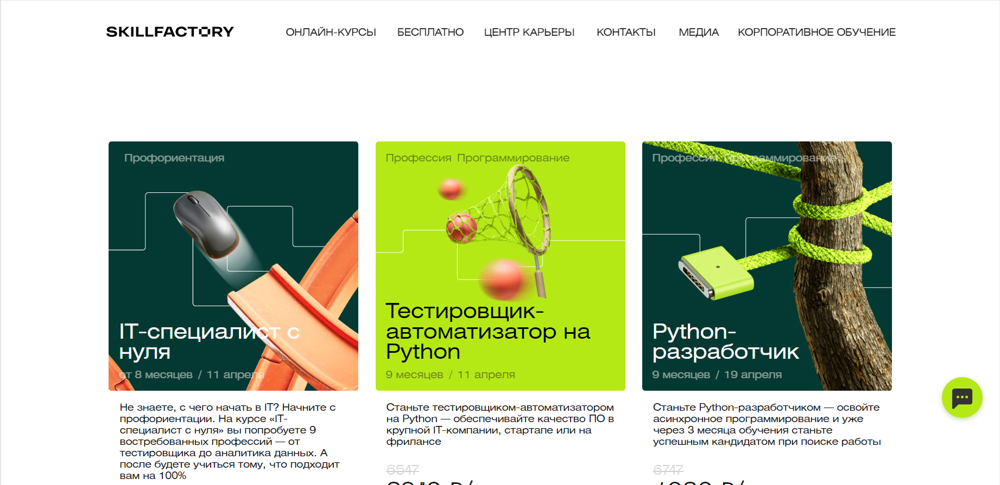 SKILLFACTORY
ОНЛАЙН-КУРСЫ БЕСПЛАТНО ЦЕНТР КАРЬЕРЫ КОНТАКТЫ МЕДИА КОРПОРАТИВНОЕ ОБУЧЕНИЕ
Профориентация
IT-специалист с
нуля
от 8 месяцев / 11 апреля
Не знаете, с чего начать в IT? Начните с
профориентации. На курсе «IT-
специалист с нуля» вы попробуете 9
востребованных профессий — от
тестировщика до аналитика данных. А
после будете учиться тому, что подходит
вам на 100%
Профессия Программирование
Тестировщик-
автоматизатор на
Python
9 месяцев / 11 апреля
Станьте тестировщиком-автоматизатором
на Python — обеспечивайте качество ПО в
крупной IT-компании, стартапе или на
фрилансе
6517
Профессия Программирование
Python-
разработчик
9 месяцев / 19 апреля
Станьте Python-разработчиком — освойте
асинхронное программирование и уже
через 3 месяца обучения станьте
успешным кандидатом при поиске работы
6717